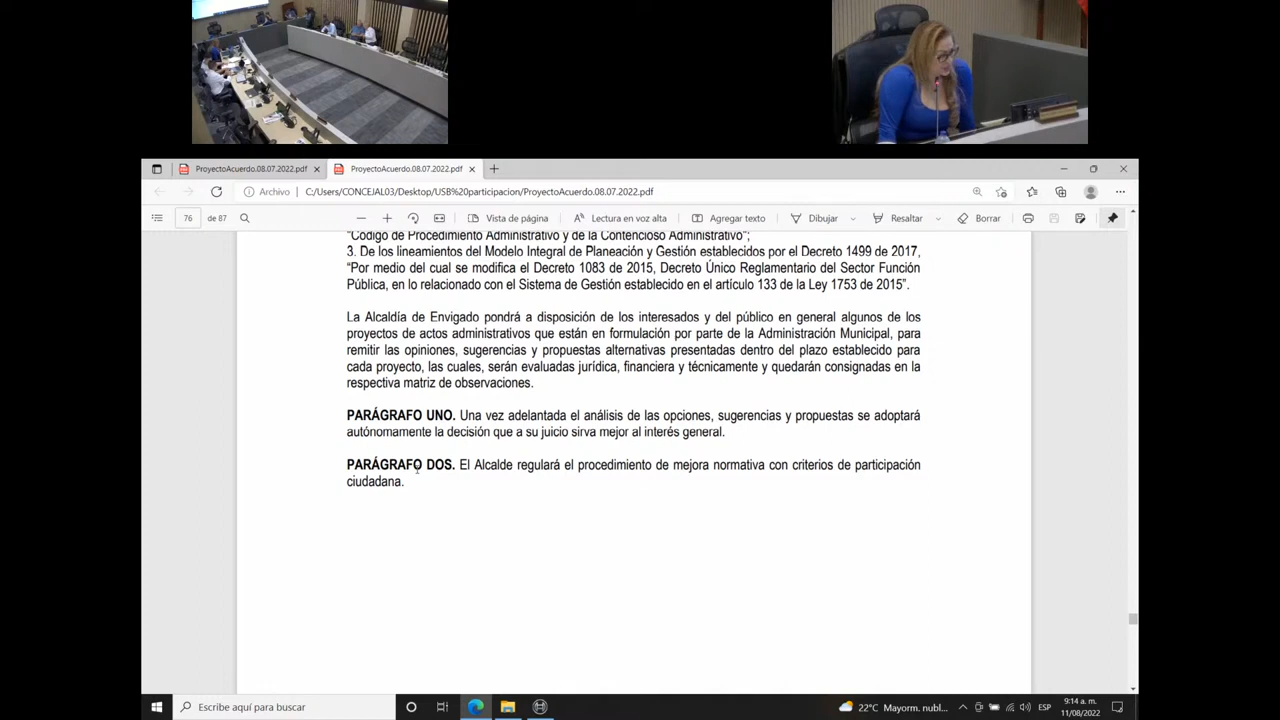 ProyectoAcuerdo.08.07.2022.pdf
ProyectoAcuerdo.08.07.2022.pdf
Archivo
C:/Users/CONCEJAL03/Desktop/USB%20participacion/ProyectoAcuerdo.08.07.2022.pdf
76 de 87
Vista de página
Lectura en voz alta
Agregar texto
Dibujar
Resaltar
Borrar
"Código de Procedimiento Administrativo y de la Contencioso Administrativo";
3. De los lineamientos del Modelo Integral de Planeación y Gestión establecidos por el Decreto 1499 de 2017,
"Por medio del cual se modifica el Decreto 1083 de 2015, Decreto Único Reglamentario del Sector Función
Pública, en lo relacionado con el Sistema de Gestión establecido en el artículo 133 de la Ley 1753 de 2015".
La Alcaldía de Envigado pondrá a disposición de los interesados y del público en general algunos de los
proyectos de actos administrativos que están en formulación por parte de la Administración Municipal, para
remitir las opiniones, sugerencias y propuestas alternativas presentadas dentro del plazo establecido para
cada proyecto, las cuales, serán evaluadas jurídica, financiera y técnicamente y quedarán consignadas en la
respectiva matriz de observaciones.
PARÁGRAFO UNO. Una vez adelantada el análisis de las opciones, sugerencias y propuestas se adoptará
autónomamente la decisión que a su juicio sirva mejor al interés general.
PARÁGRAFO DOS. El Alcalde regulará el procedimiento de mejora normativa con criterios de participación
ciudadana.
Escribe aquí para buscar
22°C Mayorm. nubl...
ESP
9:14 a. m.
11/08/2022